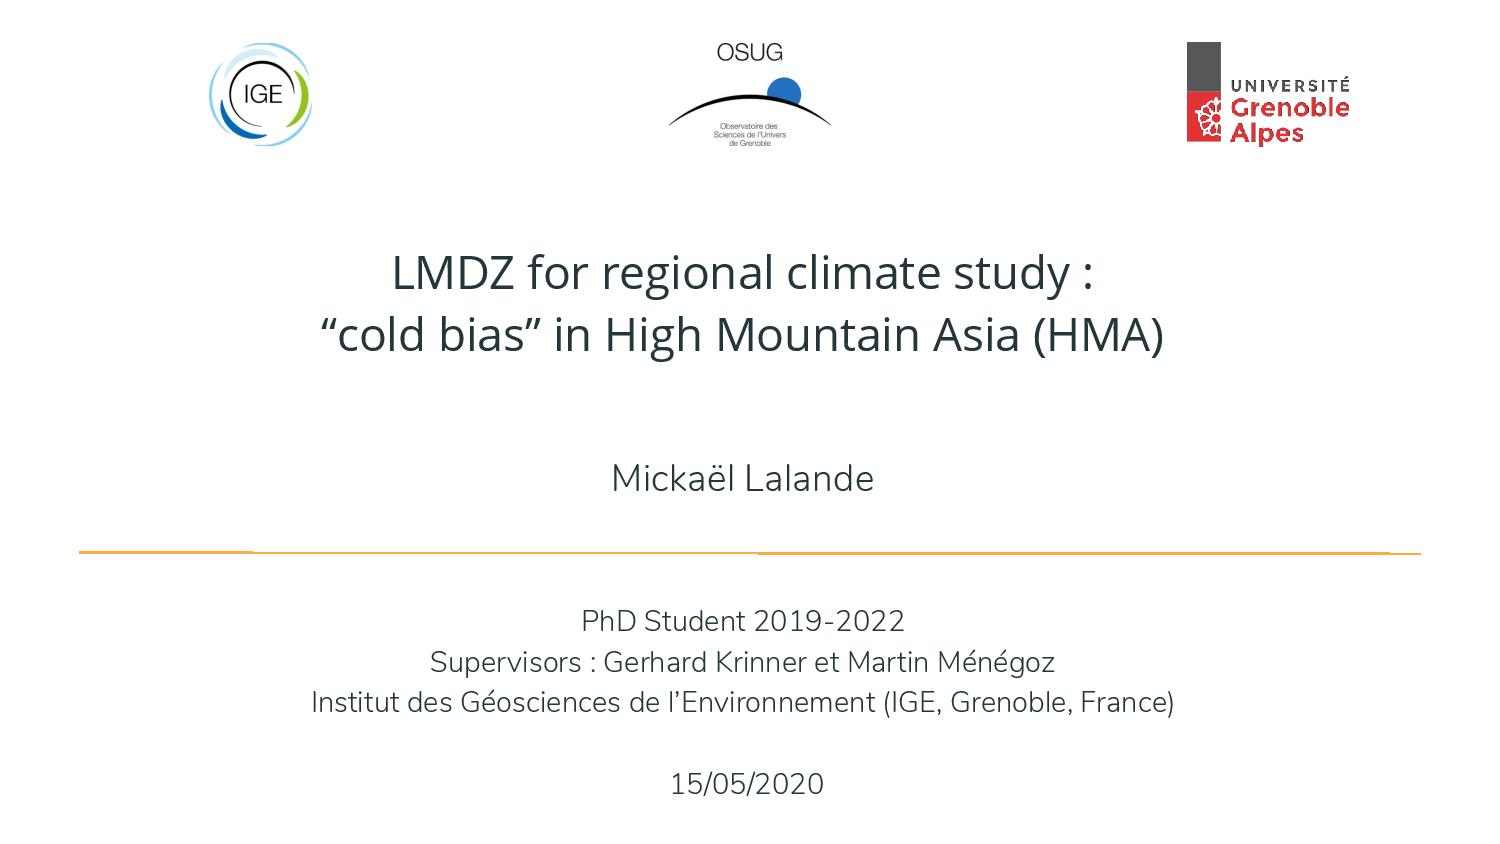 IGE
OSUG
Observatoire des
Sciences de l'Univers
de Grenoble
UNIVERSITÉ
Grenoble
Alpes
LMDZ for regional climate study :
“cold bias” in High Mountain Asia (HMA)
Mickaël Lalande
PhD Student 2019-2022
Supervisors : Gerhard Krinner et Martin Ménégoz
Institut des Géosciences de l’Environnement (IGE, Grenoble, France)
15/05/2020